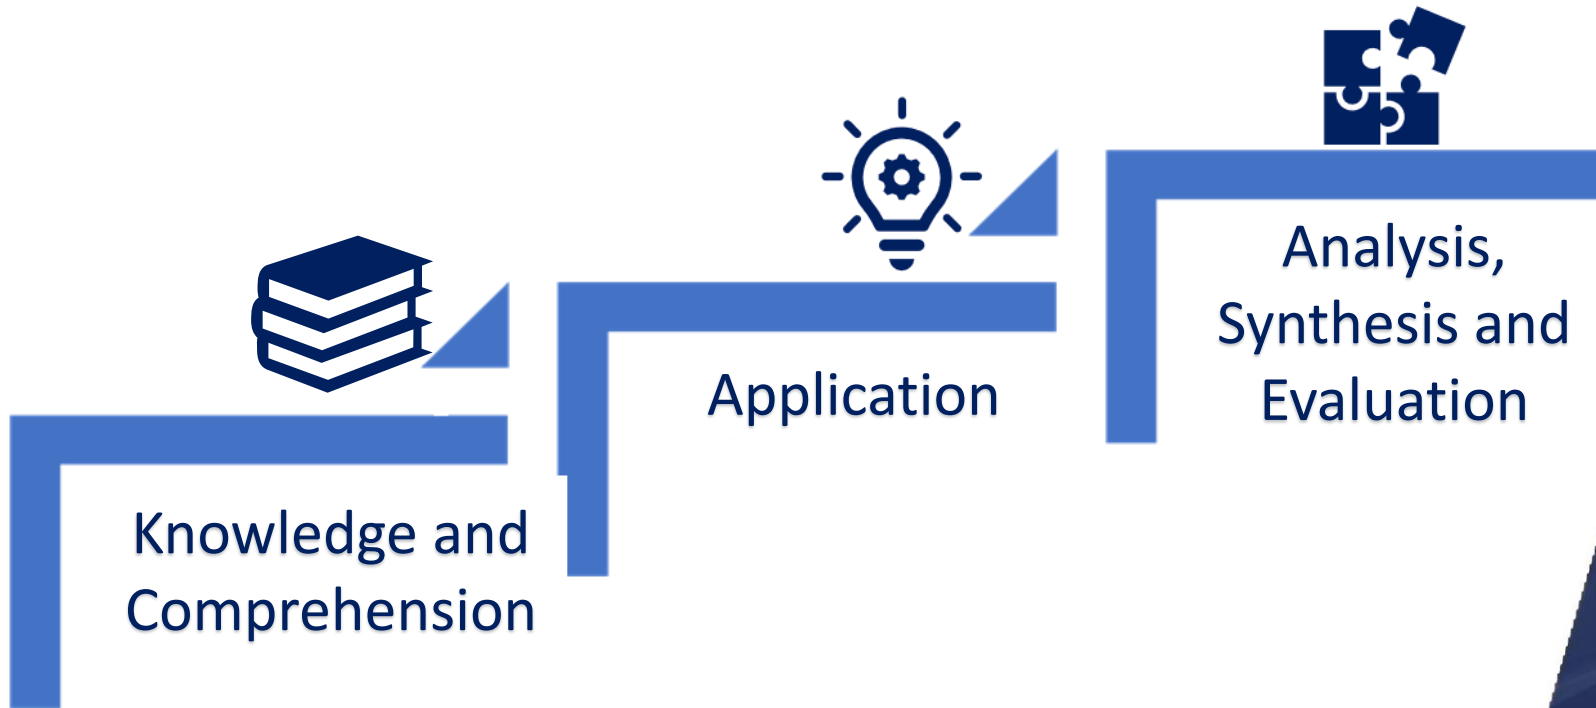 Knowledge and
Comprehension
Application
Analysis,
Synthesis and
Evaluation